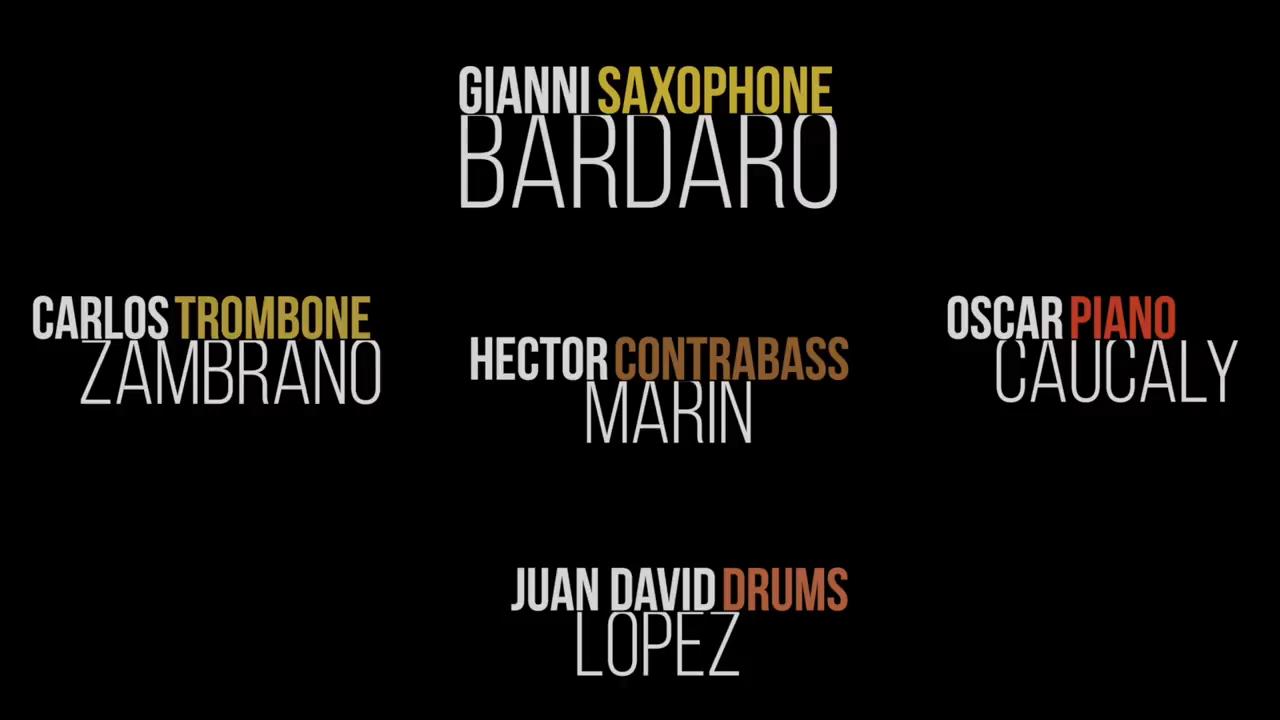 GIANNI SAXOPHONE
BARDARO
CARLOS TROMBONE
ZAMBRANO
HECTOR CONTRABASS
MARIN
OSCAR PIANO
CAUCALY
JUAN DAVID DRUMS
LOPEZ